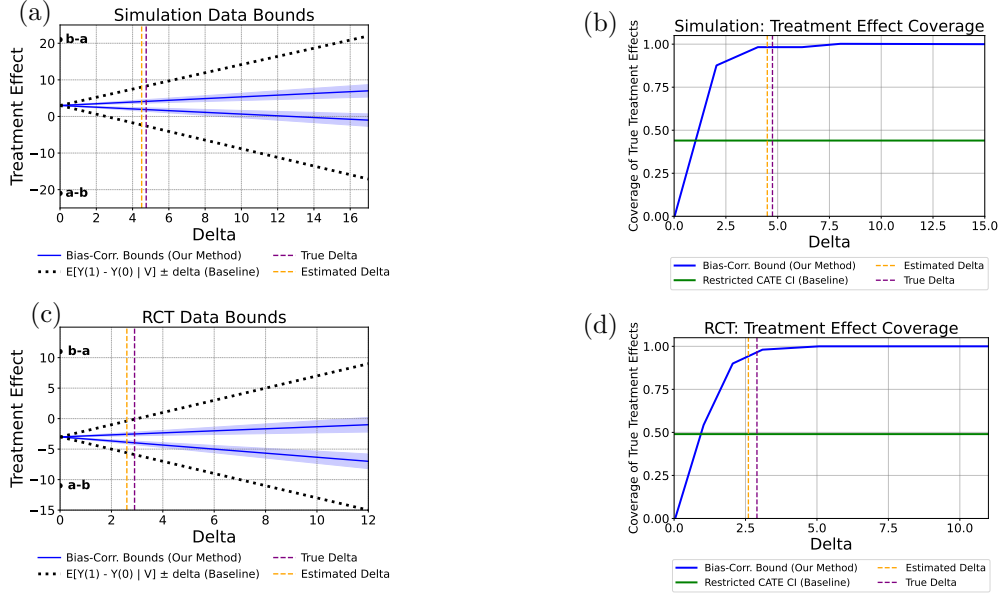 (a)
Simulation Data Bounds
Treatment Effect
20
10
0
−10
−20
b-a
a-b
0 2 4 6 8 10 12 14 16
Delta
Bias-Corr. Bounds (Our Method)
E[Y(1) - Y(0) | V] ± delta (Baseline)
True Delta
Estimated Delta
(b)
Simulation: Treatment Effect Coverage
Coverage of True Treatment Effects
1.00
0.75
0.50
0.25
0.00
0.0 2.5 5.0 7.5 10.0 12.5 15.0
Delta
Bias-Corr. Bound (Our Method)
Restricted CATE CI (Baseline)
Estimated Delta
True Delta
(c)
RCT Data Bounds
Treatment Effect
10
5
0
−5
−10
−15
b-a
a-b
0 2 4 6 8 10 12
Delta
Bias-Corr. Bounds (Our Method)
E[Y(1) - Y(0) | V] ± delta (Baseline)
True Delta
Estimated Delta
(d)
RCT: Treatment Effect Coverage
Coverage of True Treatment Effects
1.00
0.75
0.50
0.25
0.00
0.0 2.5 5.0 7.5 10.0
Delta
Bias-Corr. Bound (Our Method)
Restricted CATE CI (Baseline)
Estimated Delta
True Delta